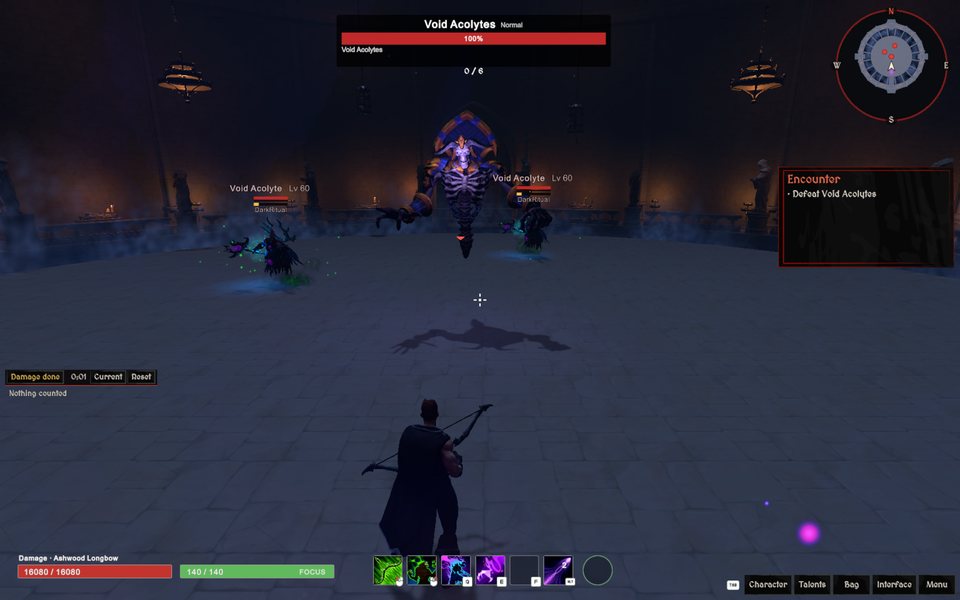 Void Acolytes Normal
100%
Void Acolytes
0 / 6
N
W
E
S
Void Acolyte Lv 60
DarkRitual
Void Acolyte Lv 60
DarkRitual
Encounter
• Defeat Void Acolytes
Damage done 0:01 Current Reset
Nothing counted
Damage · Ashwood Longbow
16080 / 16080
140 / 140 FOCUS
Q
E
F
Character Talents Bag Interface Menu